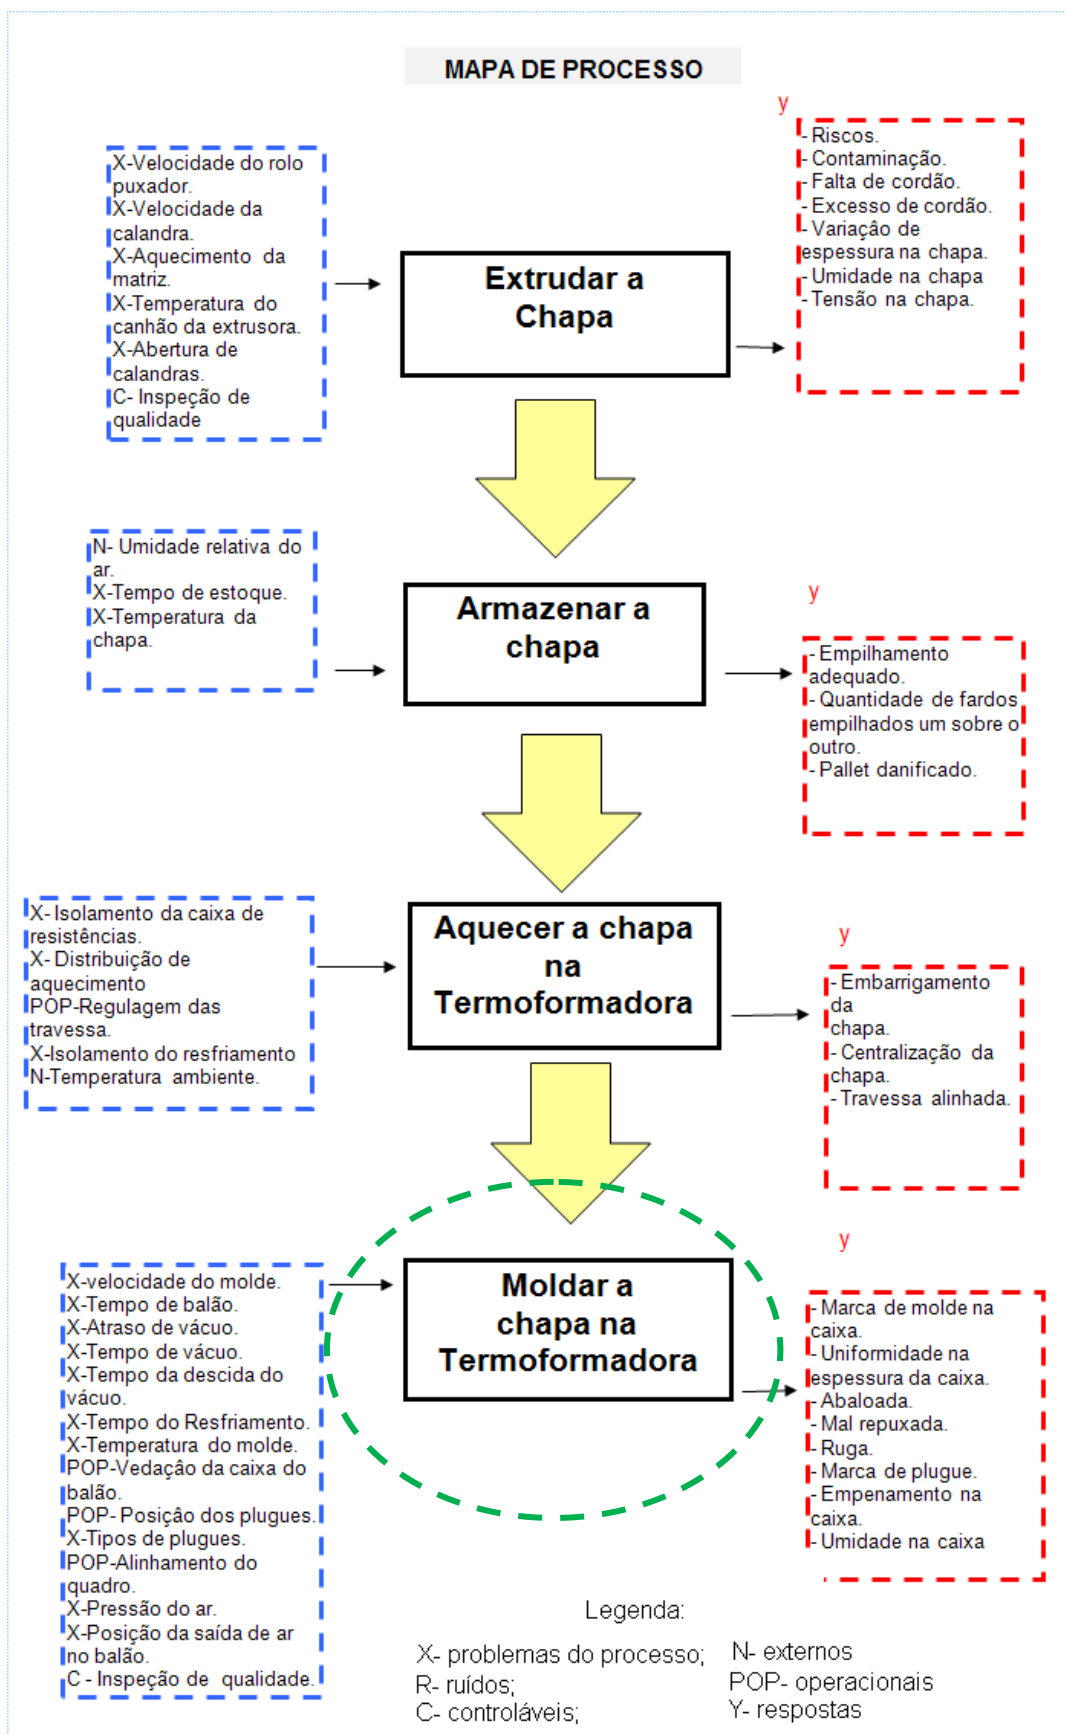 MAPA DE PROCESSO
X-Velocidade do rolo
puxador.
X-Velocidade da
calandra.
X-Aquecimento da
matriz.
X-Temperatura do
canhão da extrusora.
X-Abertura de
calandras.
C- Inspeção de
qualidade
Extrudar a
Chapa
y
- Riscos.
- Contaminação.
- Falta de cordão.
- Excesso de cordão.
- Variação de
espessura na chapa.
- Umidade na chapa
- Tensão na chapa.
N- Umidade relativa do
ar.
X-Tempo de estoque.
X-Temperatura da
chapa.
Armazenar a
chapa
y
- Empilhamento
adequado.
- Quantidade de fardos
empilhados um sobre o
outro.
- Pallet danificado.
X- Isolamento da caixa de
resistências.
X- Distribuição de
aquecimento
POP-Regulagem das
travessa.
X-Isolamento do resfriamento
N-Temperatura ambiente.
Aquecer a chapa
na
Termoformadora
y
- Embarrigamento
da
chapa.
- Centralização da
chapa.
- Travessa alinhada.
X-velocidade do molde.
X-Tempo de balão.
X-Atraso de vácuo.
X-Tempo de vácuo.
X-Tempo da descida do
vácuo.
X-Tempo do Resfriamento.
X-Temperatura do molde.
POP-Vedação da caixa do
balão.
POP- Posição dos plugues.
X-Tipos de plugues.
POP-Alinhamento do
quadro.
X-Pressão do ar.
X-Posição da saída de ar
no balão.
C - Inspeção de qualidade.
Moldar a
chapa na
Termoformadora
y
- Marca de molde na
caixa.
- Uniformidade na
espessura da caixa.
- Abaloada.
- Mal repuxada.
- Ruga.
- Marca de plugue.
- Empenamento na
caixa.
- Umidade na caixa
Legenda:
X- problemas do processo; N- externos
R- ruídos; POP- operacionais
C- controláveis; Y- respostas